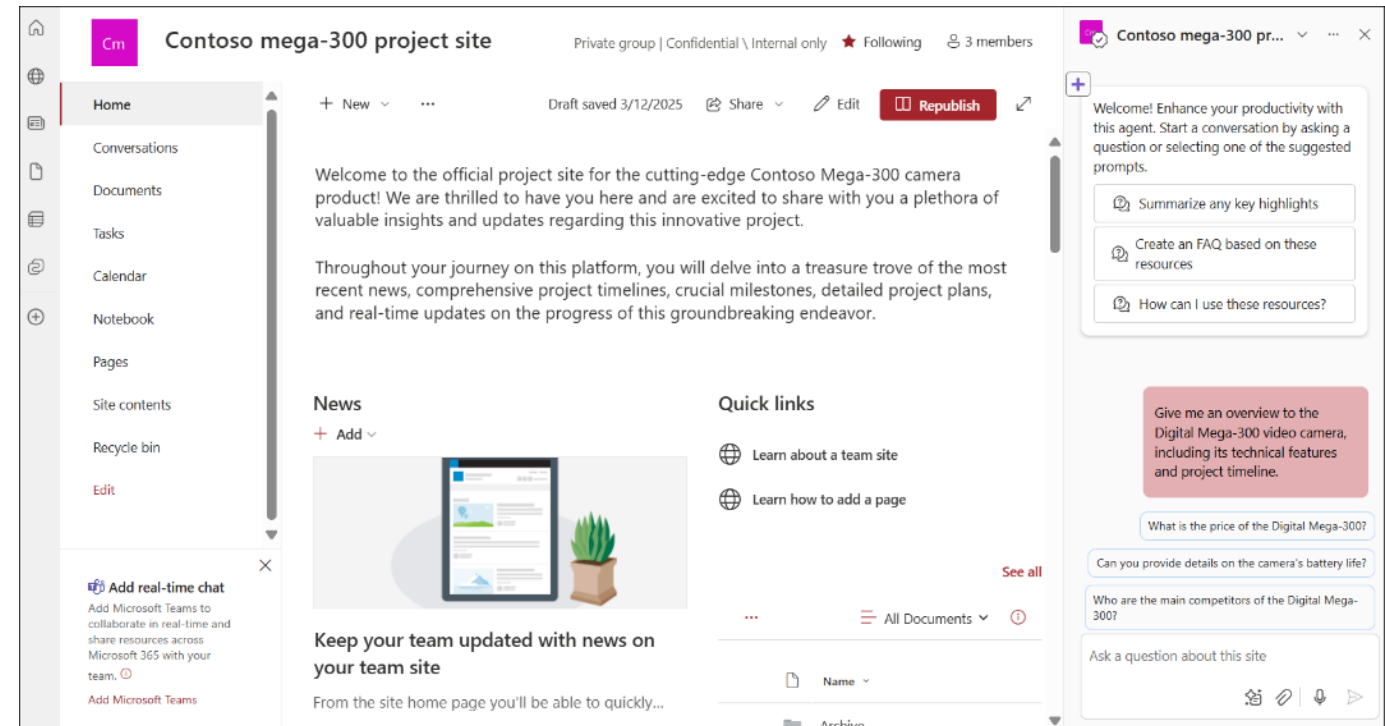 Cm
Contoso mega-300 project site
Private group | Confidential \ Internal only
Following
3 members
Home
Conversations
Documents
Tasks
Calendar
Notebook
Pages
Site contents
Recycle bin
Edit
Add real-time chat
Add Microsoft Teams to
collaborate in real-time and
share resources across
Microsoft 365 with your
team.
Add Microsoft Teams
+ New
...
Draft saved 3/12/2025
Share
Edit
Republish
Welcome to the official project site for the cutting-edge Contoso Mega-300 camera
product! We are thrilled to have you here and are excited to share with you a plethora of
valuable insights and updates regarding this innovative project.
Throughout your journey on this platform, you will delve into a treasure trove of the most
recent news, comprehensive project timelines, crucial milestones, detailed project plans,
and real-time updates on the progress of this groundbreaking endeavor.
News
+ Add
Keep your team updated with news on
your team site
From the site home page you'll be able to quickly...
Quick links
Learn about a team site
Learn how to add a page
See all
...
All Documents
Name
Archive
Contoso mega-300 pr...
...
Welcome! Enhance your productivity with
this agent. Start a conversation by asking a
question or selecting one of the suggested
prompts.
Summarize any key highlights
Create an FAQ based on these
resources
How can I use these resources?
Give me an overview to the
Digital Mega-300 video camera,
including its technical features
and project timeline.
What is the price of the Digital Mega-300?
Can you provide details on the camera's battery life?
Who are the main competitors of the Digital Mega-
300?
Ask a question about this site